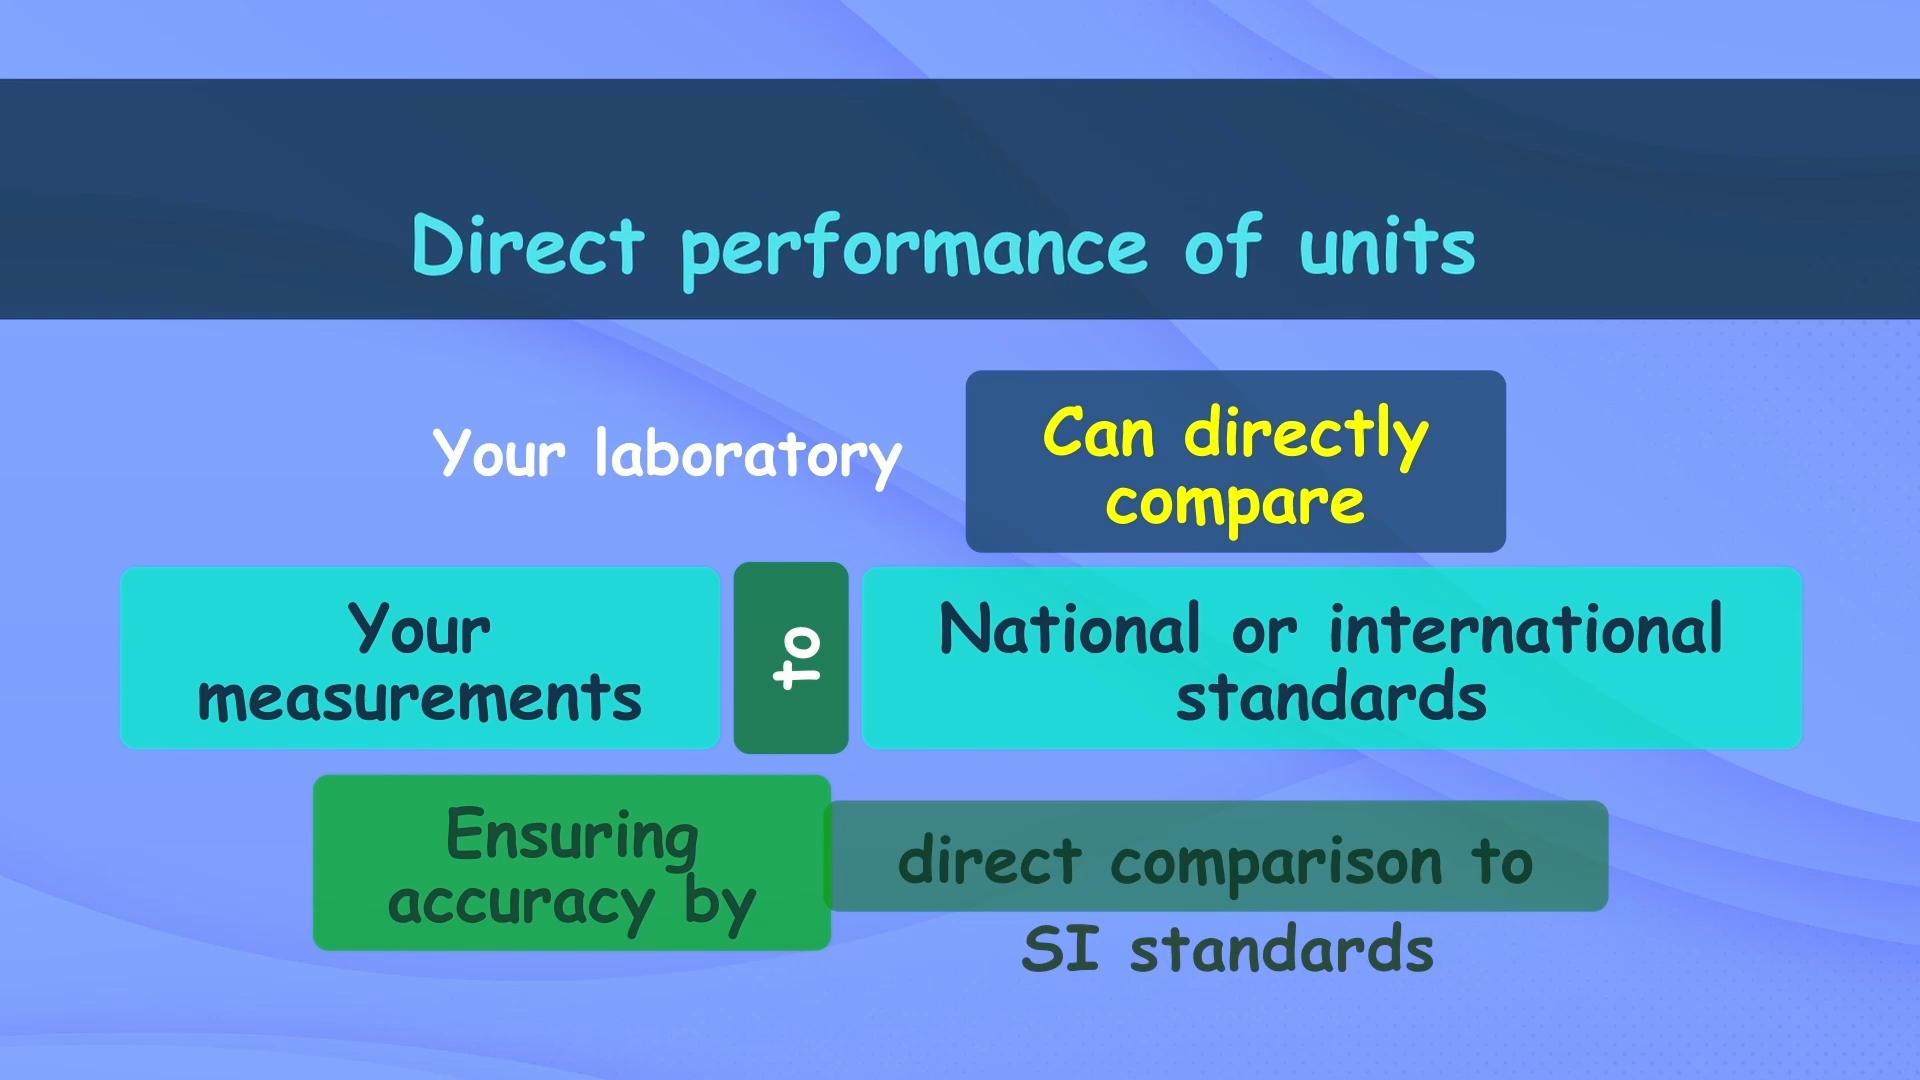 Direct performance of units
Your laboratory
Can directly
compare
Your
measurements
to
National or international
standards
Ensuring
accuracy by
direct comparison to
SI standards